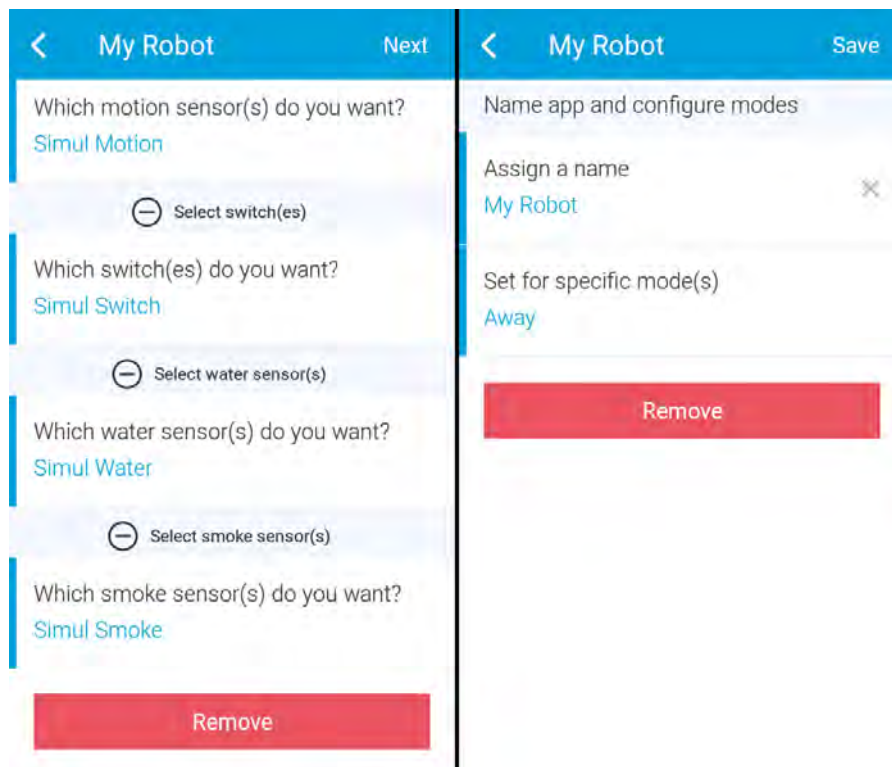 My Robot
Next
Which motion sensor(s) do you want?
Simul Motion
Select switch(es)
Which switch(es) do you want?
Simul Switch
Select water sensor(s)
Which water sensor(s) do you want?
Simul Water
Select smoke sensor(s)
Which smoke sensor(s) do you want?
Simul Smoke
Remove
My Robot
Save
Name app and configure modes
Assign a name
My Robot
Set for specific mode(s)
Away
Remove